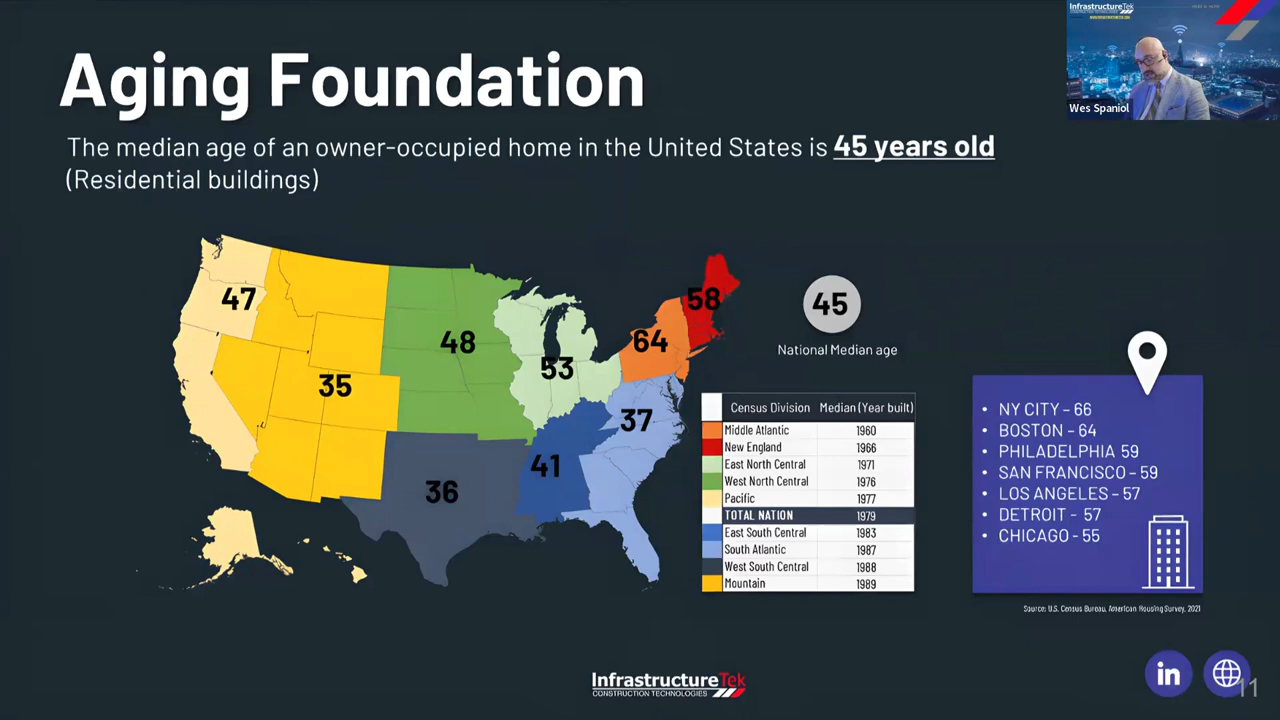 Aging Foundation
The median age of an owner-occupied home in the United States is 45 years old
(Residential buildings)
InfrastructureTek
CONSTRUCTION TECHNOLOGIES
Wes Spaniol
47
35
48
53
64
58
37
41
36
45
National Median age
Census Division Median (Year built)
Middle Atlantic 1960
New England 1966
East North Central 1971
West North Central 1976
Pacific 1977
TOTAL NATION 1979
East South Central 1983
South Atlantic 1987
West South Central 1988
Mountain 1989
• NY CITY – 66
• BOSTON – 64
• PHILADELPHIA 59
• SAN FRANCISCO – 59
• LOS ANGELES – 57
• DETROIT - 57
• CHICAGO - 55
Source: U.S. Census Bureau, American Housing Survey, 2021
InfrastructureTek
CONSTRUCTION TECHNOLOGIES
in
11